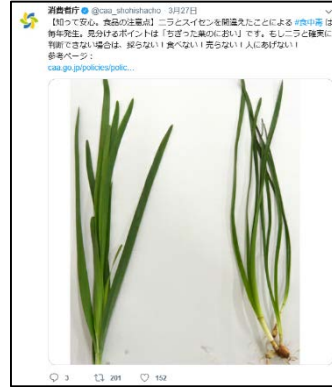 消費者庁 @caa_shohishacho · 3月27日
【知って安心。食品の注意点】ニラとスイセンを間違えたことによる #食中毒 は
毎年発生。見分けるポイントは「ちぎった葉のにおい」です。もしニラと確実に
判断できない場合は、採らない!食べない!売らない!人にあげない!
参考ページ:
caa.go.jp/policies/polic...
3 201 152